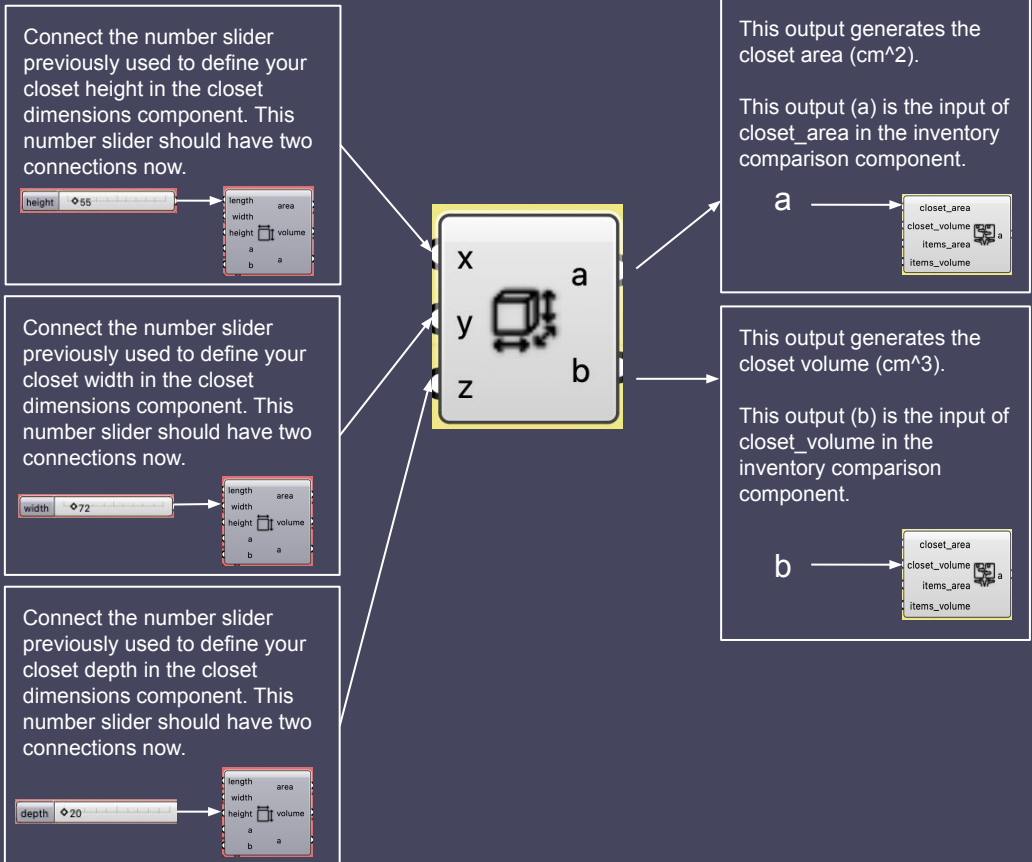 Connect the number slider
previously used to define your
closet height in the closet
dimensions component. This
number slider should have two
connections now.
height 55
length
width
height
a
b
area
volume
a
Connect the number slider
previously used to define your
closet width in the closet
dimensions component. This
number slider should have two
connections now.
width 72
length
width
height
a
b
area
volume
a
Connect the number slider
previously used to define your
closet depth in the closet
dimensions component. This
number slider should have two
connections now.
depth 20
length
width
height
a
b
area
volume
a
x
y
z
a
b
This output generates the
closet area (cm^2).
This output (a) is the input of
closet_area in the inventory
comparison component.
a
closet_area
closet_volume
items_area
items_volume
a
This output generates the
closet volume (cm^3).
This output (b) is the input of
closet_volume in the
inventory comparison
component.
b
closet_area
closet_volume
items_area
items_volume
a